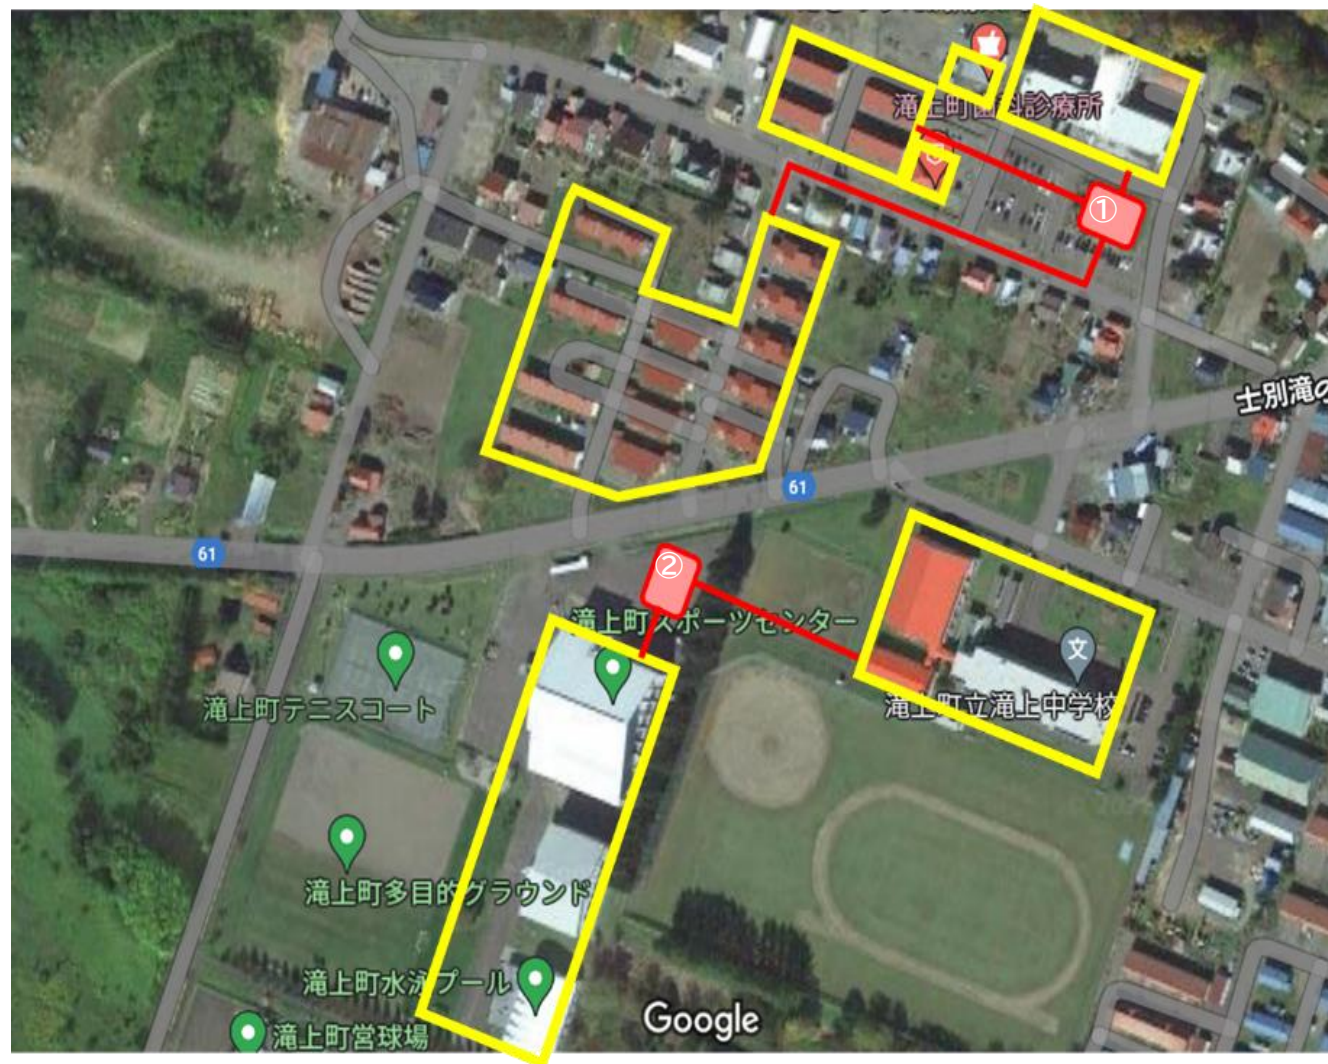 滝上町歯科診療所
①
士別滝の
61
61
②
滝上町スポーツセンター
文
滝上町テニスコート
滝上町立滝上中学校
滝上町多目的グラウンド
滝上町水泳プール
Google
滝上町営球場